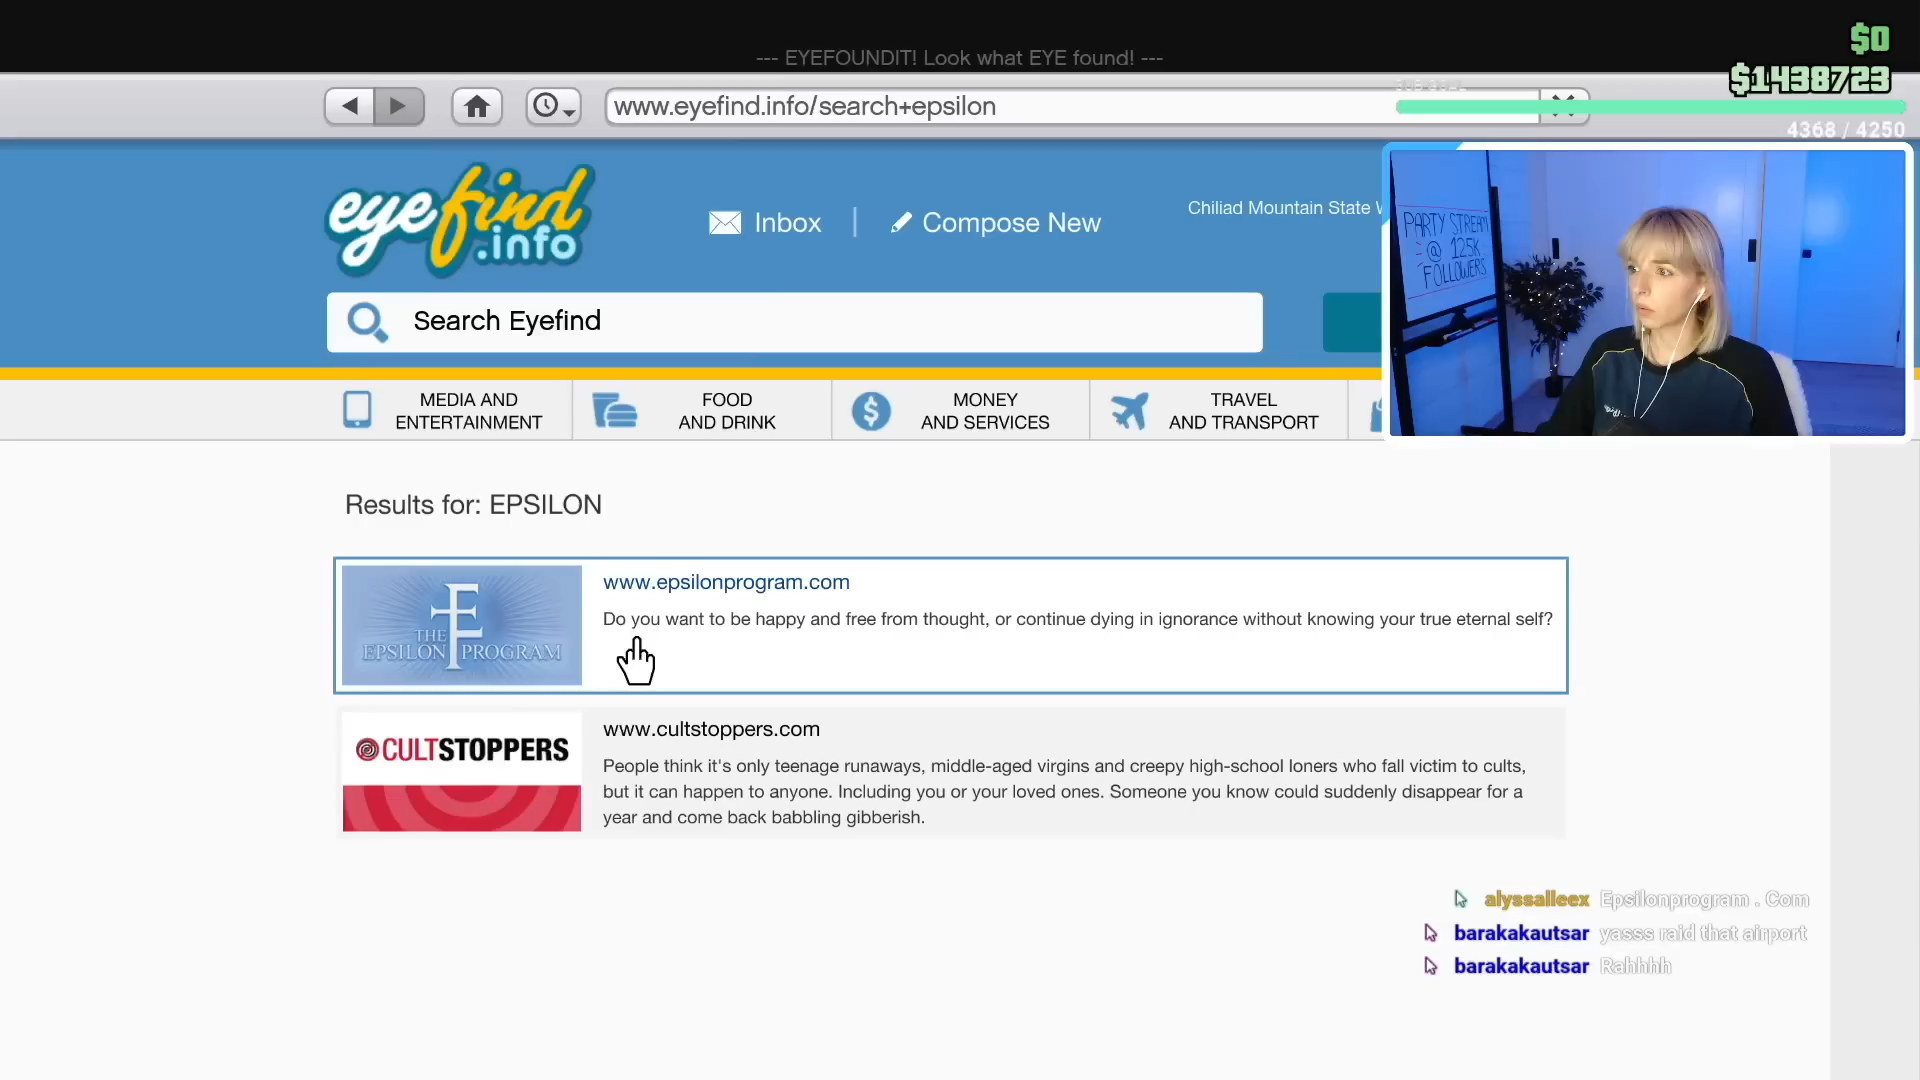 $0
--- EYEFOUNDIT! Look what EYE found! ---
$1438723
www.eyefind.info/search+epsilon
4368 / 4250
eyefind
.info
Inbox
Compose New
Chiliad Mountain State
PARTY STREAM
@ 125K
FOLLOWERS
Search Eyefind
MEDIA AND
ENTERTAINMENT
FOOD
AND DRINK
MONEY
AND SERVICES
TRAVEL
AND TRANSPORT
Results for: EPSILON
THE
EPSILON PROGRAM
www.epsilonprogram.com
Do you want to be happy and free from thought, or continue dying in ignorance without knowing your true eternal self?
CULTSTOPPERS
www.cultstoppers.com
People think it's only teenage runaways, middle-aged virgins and creepy high-school loners who fall victim to cults,
but it can happen to anyone. Including you or your loved ones. Someone you know could suddenly disappear for a
year and come back babbling gibberish.
alyssalleex Epsilonprogram . Com
barakakautsar yasss raid that airport
barakakautsar Rahhhh